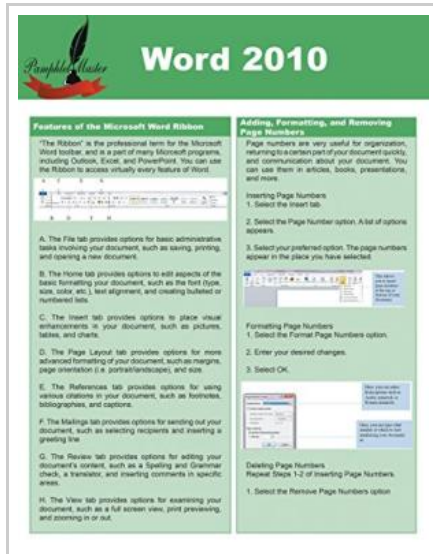 Pamphlet Master
Word 2010
Features of the Microsoft Word Ribbon
"The Ribbon" is the professional term for the Microsoft
Word toolbar, and is a part of many Microsoft programs,
including Outlook, Excel, and PowerPoint. You can use
the Ribbon to access virtually every feature of Word.
A. The File tab provides options for basic administrative
tasks involving your document, such as saving, printing,
and opening a new document.
B. The Home tab provides options to edit aspects of the
basic formatting your document, such as the font (type,
size, color, etc.), text alignment, and creating bulleted or
numbered lists.
C. The Insert tab provides options to place visual
enhancements in your document, such as pictures,
tables, and charts.
D. The Page Layout tab provides options for more
advanced formatting of your document, such as margins,
page orientation (i.e. portrait/landscape), and size.
E. The References tab provides options for using
various citations in your document, such as footnotes,
bibliographies, and captions.
F. The Mailings tab provides options for sending out your
document, such as selecting recipients and inserting a
greeting line
G. The Review tab provides options for editing your
document's content, such as a Spelling and Grammar
check, a translator, and inserting comments in specific
areas.
H. The View tab provides options for examining your
document, such as a full screen view, print previewing,
and zooming in or out.
Adding, Formatting, and Removing
Page Numbers
Page numbers are very useful for organization,
returning to a certain part of your document quickly,
and communication about your document. You
can use them in articles, books, presentations,
and more.
Inserting Page Numbers
1. Select the Insert tab.
2. Select the Page Number option. A list of options
appears.
3. Select your preferred option. The page numbers
appear in the place you have selected.
Formatting Page Numbers
1. Select the Format Page Numbers option.
2. Enter your desired changes.
3. Select OK.
Deleting Page Numbers
Repeat Steps 1-2 of Inserting Page Numbers.
1. Select the Remove Page Numbers option